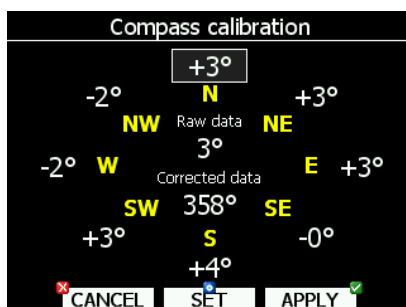 Compass calibration
+3°
-2° N +3°
NW Raw data NE
3°
-2° W E +3°
Corrected data
SW 358° SE
+3° S -0°
+4°
CANCEL SET APPLY